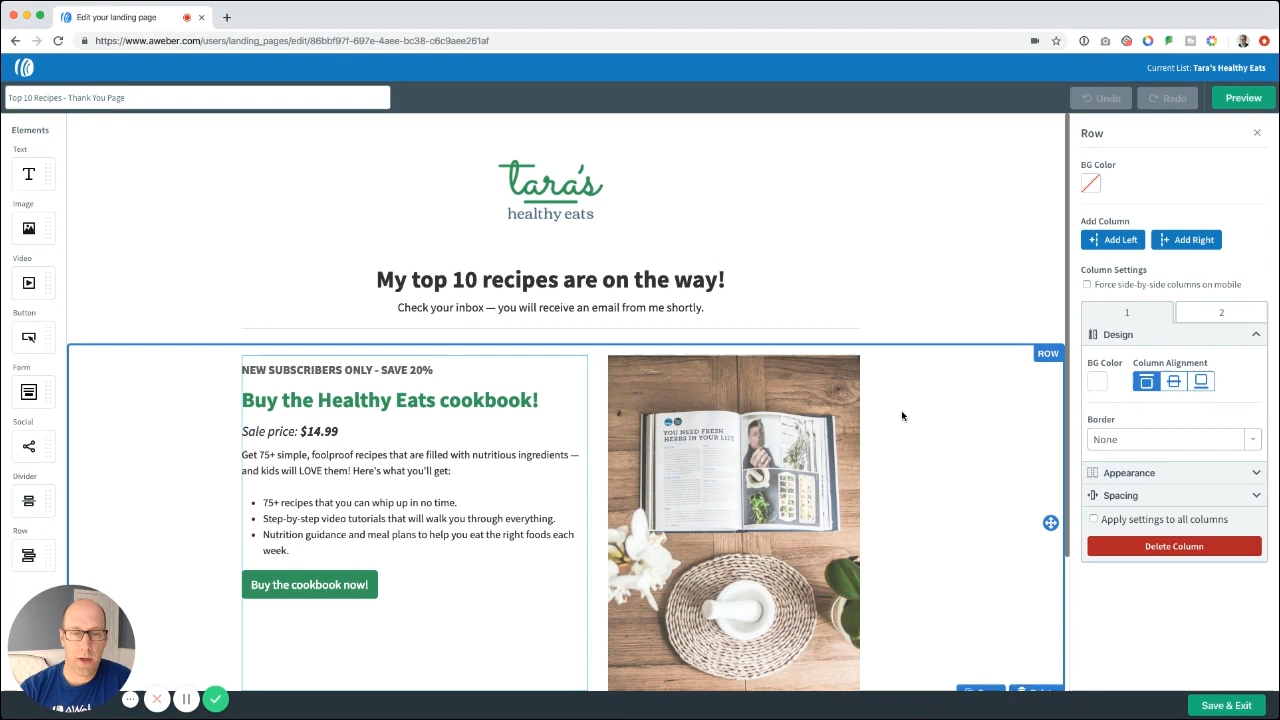 Edit your landing page
https://www.aweber.com/users/landing_pages/edit/86bbf97f-697e-4aee-bc38-c6c9aee261af
Current List: Tara's Healthy Eats
Top 10 Recipes - Thank You Page
Undo
Redo
Preview
Elements
Text
Image
Video
Button
Form
Social
Divider
Row
tara's
healthy eats
My top 10 recipes are on the way!
Check your inbox — you will receive an email from me shortly.
ROW
NEW SUBSCRIBERS ONLY - SAVE 20%
Buy the Healthy Eats cookbook!
Sale price: $14.99
Get 75+ simple, foolproof recipes that are filled with nutritious ingredients —
and kids will LOVE them! Here's what you'll get:
• 75+ recipes that you can whip up in no time.
• Step-by-step video tutorials that will walk you through everything.
• Nutrition guidance and meal plans to help you eat the right foods each
week.
Buy the cookbook now!
YOU NEED FRESH
HERBS IN YOUR LIFE
Row
BG Color
Add Column
Add Left
Add Right
Column Settings
Force side-by-side columns on mobile
1
2
Design
BG Color
Column Alignment
Border
None
Appearance
Spacing
Apply settings to all columns
Delete Column
Save & Exit